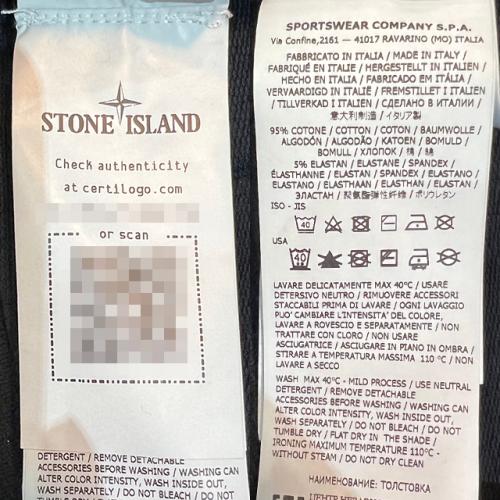 STONE ISLAND
Check authenticity
at certilogo.com
or scan
DETERGENT / REMOVE DETACHABLE
ACCESSORIES BEFORE WASHING / WASHING CAN
ALTER COLOR INTENSITY, WASH INSIDE OUT,
WASH SEPARATELY / DO NOT BLEACH / DO NOT
SPORTSWEAR COMPANY S.P.A.
Via Confine,2161 — 41017 RAVARINO (MO) ITALIA
FABBRICATO IN ITALIA / MADE IN ITALY /
FABRIQUÉ EN ITALIE / HERGESTELLT IN ITALIEN /
HECHO EN ITALIA / FABRICADO EM ITÁLIA /
VERVAARDIGD IN ITALIË / FREMSTILLET I ITALIEN
/ TILLVERKAD I ITALIEN / СДЕЛАНО В ИТАЛИИ /
意大利制造 / イタリア製
95% COTONE / COTTON / COTON / BAUMWOLLE /
ALGODÓN / ALGODÃO / KATOEN / BOMULD /
BOMULL / ХЛОПОК / 棉 / 綿
5% ELASTAN / ELASTANE / SPANDEX /
ÉLASTHANNE / ELASTAN / SPANDEX / ELASTANO /
ELASTANO / ELASTHAAN / ELASTHAN / ELASTAN /
ЭЛАСТАН / 聚氨酯弹性纤维 / ポリウレタン
ISO - JIS
40
USA
40
LAVARE DELICATAMENTE MAX 40°C / USARE
DETERSIVO NEUTRO / RIMUOVERE ACCESSORI
STACCABILI PRIMA DI LAVARE / OGNI LAVAGGIO
PUO' CAMBIARE L'INTENSITA' DEL COLORE,
LAVARE A ROVESCIO E SEPARATAMENTE / NON
TRATTARE CON CLORO / NON USARE
ASCIUGATRICE / ASCIUGARE IN PIANO IN OMBRA /
STIRARE A TEMPERATURA MASSIMA 110 °C / NON
LAVARE A SECCO
WASH MAX 40°C - MILD PROCESS / USE NEUTRAL
DETERGENT / REMOVE DETACHABLE
ACCESSORIES BEFORE WASHING / WASHING CAN
ALTER COLOR INTENSITY, WASH INSIDE OUT,
WASH SEPARATELY / DO NOT BLEACH / DO NOT
TUMBLE DRY / FLAT DRY IN THE SHADE /
IRONING MAXIMUM TEMPERATURE 110°C -
WITHOUT STEAM / DO NOT DRY CLEAN
НАИМЕНОВАНИЕ: ТОЛСТОВКА